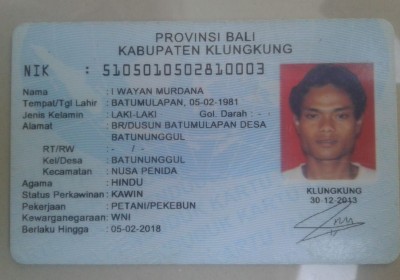 PROVINSI BALI
KABUPATEN KLUNGKUNG
NIK : 5105010502810003
Nama : I WAYAN MURDANA
Tempat/Tgl Lahir : BATUMULAPAN, 05-02-1981
Jenis Kelamin : LAKI-LAKI Gol. Darah : -
Alamat : BR/DUSUN BATUMULAPAN DESA
BATUNUNGGUL
RT/RW : - / -
Kel/Desa : BATUNUNGGUL
Kecamatan : NUSA PENIDA
Agama : HINDU
Status Perkawinan : KAWIN
Pekerjaan : PETANI/PEKEBUN
Kewarganegaraan : WNI
Berlaku Hingga : 05-02-2018
KLUNGKUNG
30-12-2013